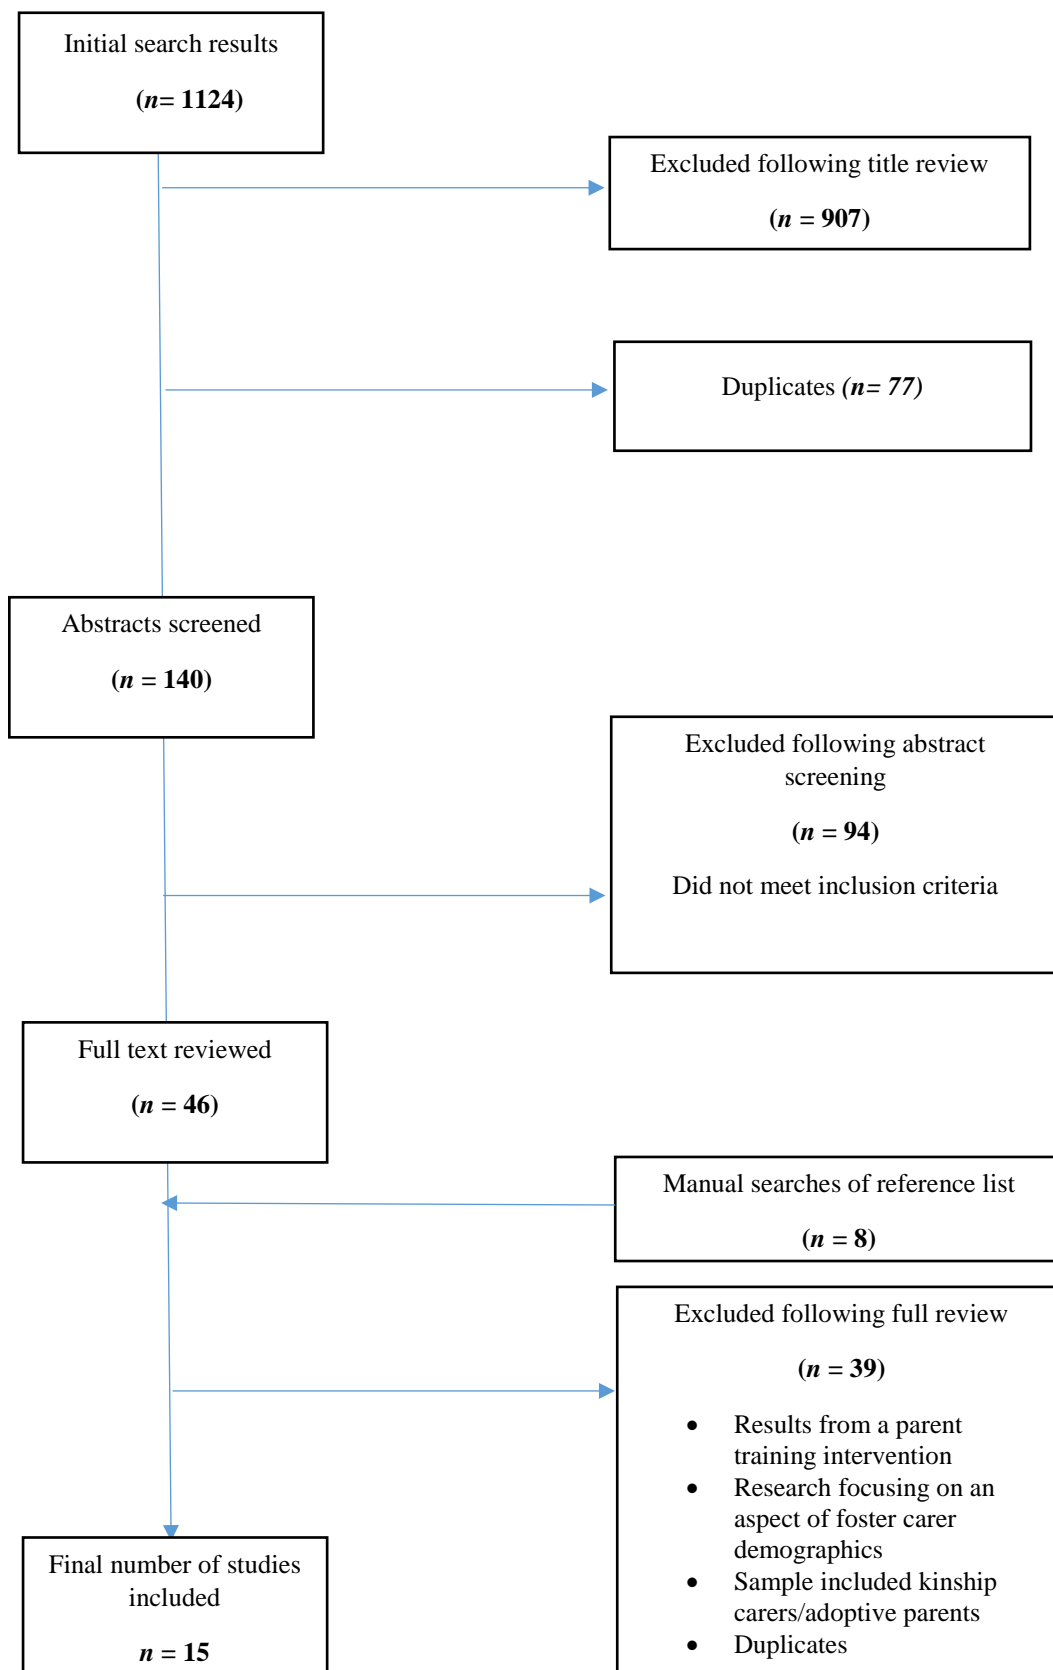 Initial search results
(n= 1124)
Excluded following title review
(n = 907)
Duplicates (n= 77)
Abstracts screened
(n = 140)
Excluded following abstract
screening
(n = 94)
Did not meet inclusion criteria
Full text reviewed
(n = 46)
Manual searches of reference list
(n = 8)
Excluded following full review
(n = 39)
• Results from a parent
training intervention
• Research focusing on an
aspect of foster carer
demographics
• Sample included kinship
carers/adoptive parents
• Duplicates
Final number of studies
included
n = 15